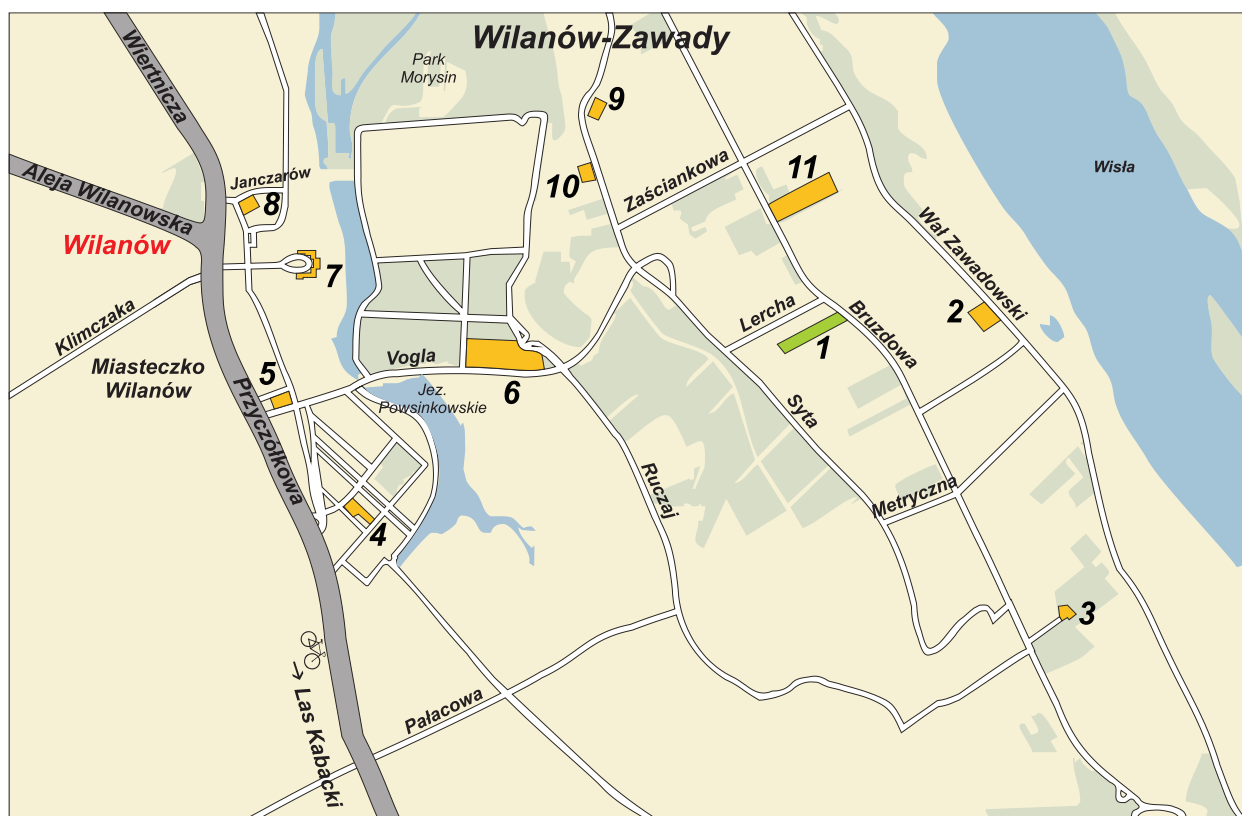 Wilanów-Zawady
Wiertnicza
Park
Morysin
9
Aleja Wilanowska
Janczarów
8
10
Zaściankowa
11
Wisła
Wilanów
7
Wał Zawadowski
Klimczaka
Lercha
Bruzdowa
2
1
Miasteczko
Wilanów
5
Vogla
6
Jez.
Powsinkowskie
Przyczółkowa
Syta
Ruczaj
Metryczna
4
3
→ Las Kabacki
Pałacowa